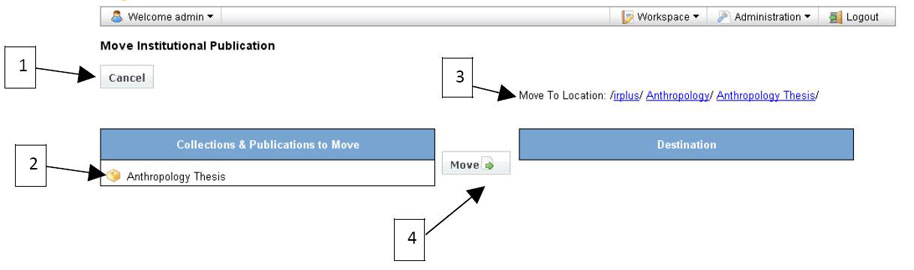 Welcome admin Workspace Administration Logout
Move Institutional Publication
1
Cancel
3
Move To Location: /irplus/ Anthropology/ Anthropology Thesis/
Collections & Publications to Move
Move
Destination
2
Anthropology Thesis
4